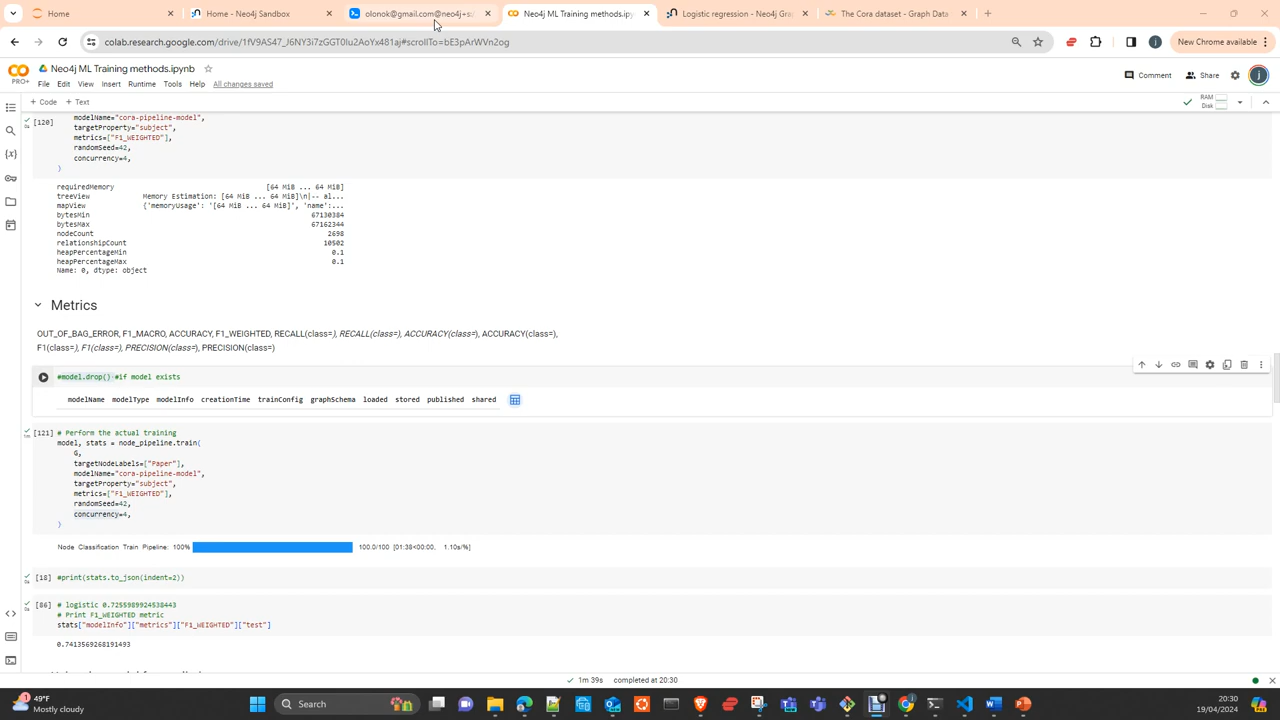 Home
Home - Neo4j Sandbox
olonok@gmail.com@neo4j+s
Neo4j ML Training methods.ipynb
Logistic regression - Neo4j Gra
The Cora dataset - Graph Data
colab.research.google.com/drive/1fV9AS47_J6NY3i7zGGT0Iu2AoYx481aj#scrollTo=bE3pArWVn2og
New Chrome available
PRO+
Neo4j ML Training methods.ipynb
File Edit View Insert Runtime Tools Help All changes saved
Comment
Share
+ Code + Text
RAM
Disk
[120]
modelName="cora-pipeline-model",
targetProperty="subject",
metrics=["F1_WEIGHTED"],
randomSeed=42,
concurrency=4,
)
requiredMemory [64 MiB ... 64 MiB]
treeView Memory Estimation: [64 MiB ... 64 MiB]\n|-- al...
mapView {'memoryUsage': '[64 MiB ... 64 MiB]', 'name':...
bytesMin 67130384
bytesMax 67162344
nodeCount 2698
relationshipCount 10502
heapPercentageMin 0.1
heapPercentageMax 0.1
Name: 0, dtype: object
Metrics
OUT_OF_BAG_ERROR, F1_MACRO, ACCURACY, F1_WEIGHTED, RECALL(class=), RECALL(class=), ACCURACY(class=), ACCURACY(class=),
F1(class=), F1(class=), PRECISION(class=), PRECISION(class=)
#model.drop() #if model exists
modelName modelType modelInfo creationTime trainConfig graphSchema loaded stored published shared
[121] # Perform the actual training
model, stats = node_pipeline.train(
G,
targetNodeLabels=["Paper"],
modelName="cora-pipeline-model",
targetProperty="subject",
metrics=["F1_WEIGHTED"],
randomSeed=42,
concurrency=4,
)
Node Classification Train Pipeline: 100% 100.0/100 [01:38<00:00, 1.10s/%]
[18] #print(stats.to_json(indent=2))
[86] # logistic 0.7255989924538443
# Print F1_WEIGHTED metric
stats["modelInfo"]["metrics"]["F1_WEIGHTED"]["test"]
0.7413569268191493
1m 39s completed at 20:30
49°F
Mostly cloudy
Search
20:30
19/04/2024